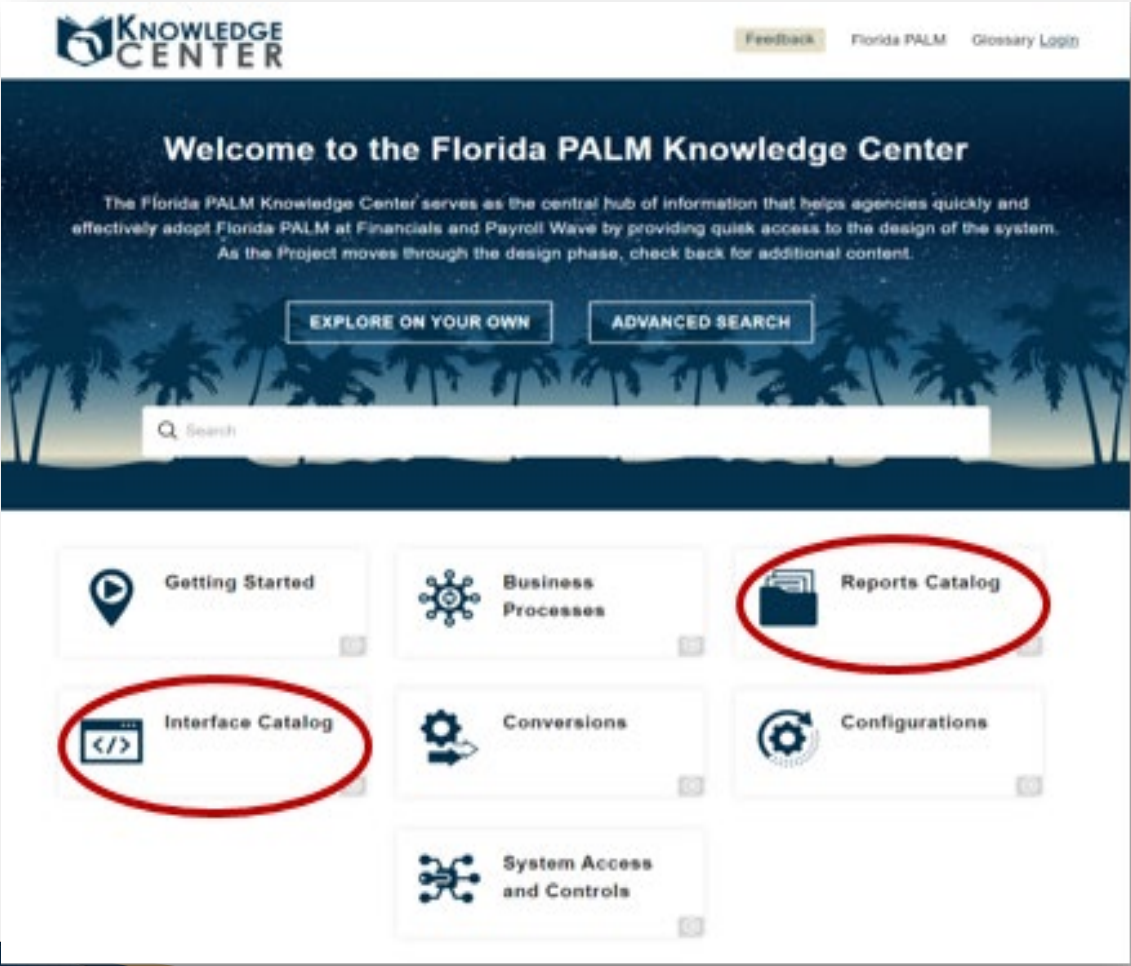 KNOWLEDGE
CENTER
Feedback Florida PALM Glossary Login
Welcome to the Florida PALM Knowledge Center
The Florida PALM Knowledge Center serves as the central hub of information that helps agencies quickly and
effectively adopt Florida PALM at Financials and Payroll Wave by providing quick access to the design of the system.
As the Project moves through the design phase, check back for additional content.
EXPLORE ON YOUR OWN ADVANCED SEARCH
Search
Getting Started
Business
Processes
Reports Catalog
Interface Catalog
Conversions
Configurations
System Access
and Controls